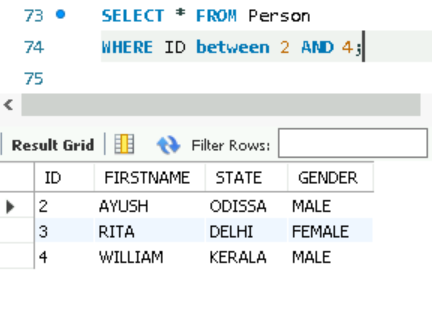 73 SELECT * FROM Person
74 WHERE ID between 2 AND 4;
75
Result Grid Filter Rows:
ID FIRSTNAME STATE GENDER
2 AYUSH ODISSA MALE
3 RITA DELHI FEMALE
4 WILLIAM KERALA MALE